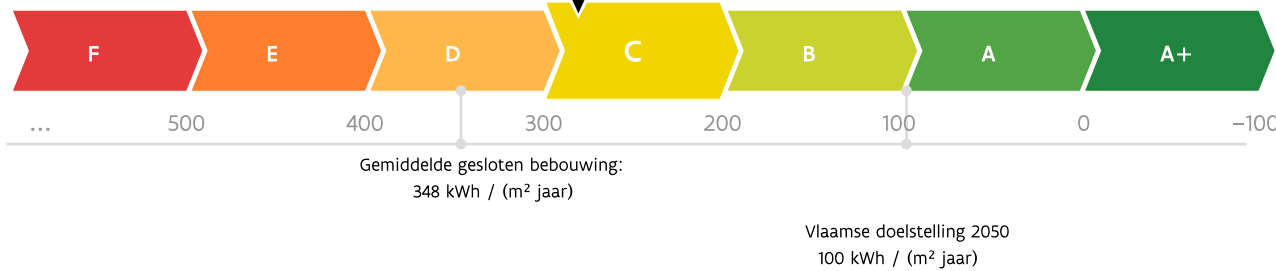 F E D C B A A+
... 500 400 300 200 100 0 −100
Gemiddelde gesloten bebouwing:
348 kWh / (m² jaar)
Vlaamse doelstelling 2050
100 kWh / (m² jaar)